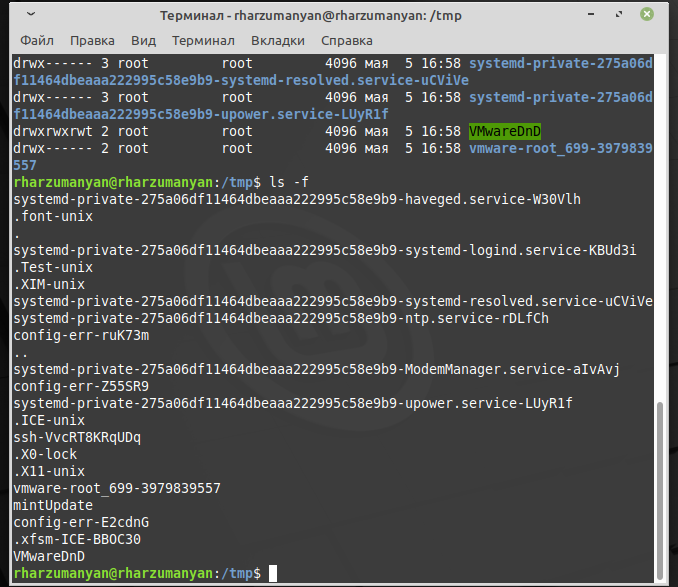 Терминал - rharzumanyan@rharzumanyan: /tmp
Файл Правка Вид Терминал Вкладки Справка
drwx------ 3 root root 4096 мая 5 16:58 systemd-private-275a06d
f11464dbeaaa222995c58e9b9-systemd-resolved.service-uCViVe
drwx------ 3 root root 4096 мая 5 16:58 systemd-private-275a06d
f11464dbeaaa222995c58e9b9-upower.service-LUyR1f
drwxrwxrwt 2 root root 4096 мая 5 16:58 VMwareDnD
drwx------ 2 root root 4096 мая 5 16:58 vmware-root_699-3979839
557
rharzumanyan@rharzumanyan:/tmp$ ls -f
systemd-private-275a06df11464dbeaaa222995c58e9b9-haveged.service-W30Vlh
.font-unix
.
systemd-private-275a06df11464dbeaaa222995c58e9b9-systemd-logind.service-KBUd3i
.Test-unix
.XIM-unix
systemd-private-275a06df11464dbeaaa222995c58e9b9-systemd-resolved.service-uCViVe
systemd-private-275a06df11464dbeaaa222995c58e9b9-ntp.service-rDLfCh
config-err-ruK73m
..
systemd-private-275a06df11464dbeaaa222995c58e9b9-ModemManager.service-aIvAvj
config-err-Z55SR9
systemd-private-275a06df11464dbeaaa222995c58e9b9-upower.service-LUyR1f
.ICE-unix
ssh-VvcRT8KRqUDq
.X0-lock
.X11-unix
vmware-root_699-3979839557
mintUpdate
config-err-E2cdnG
.xfsm-ICE-BBOC30
VMwareDnD
rharzumanyan@rharzumanyan:/tmp$